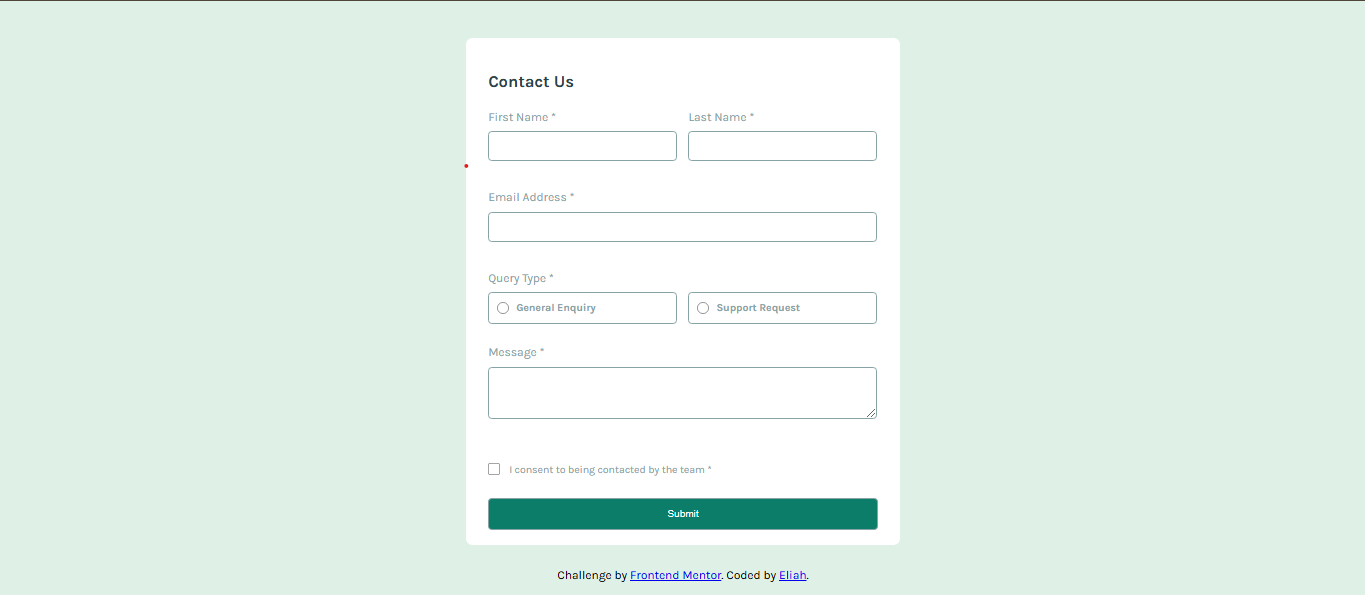 Contact Us
First Name * Last Name *
Email Address *
Query Type *
General Enquiry Support Request
Message *
I consent to being contacted by the team *
Submit
Challenge by Frontend Mentor. Coded by Eliah.